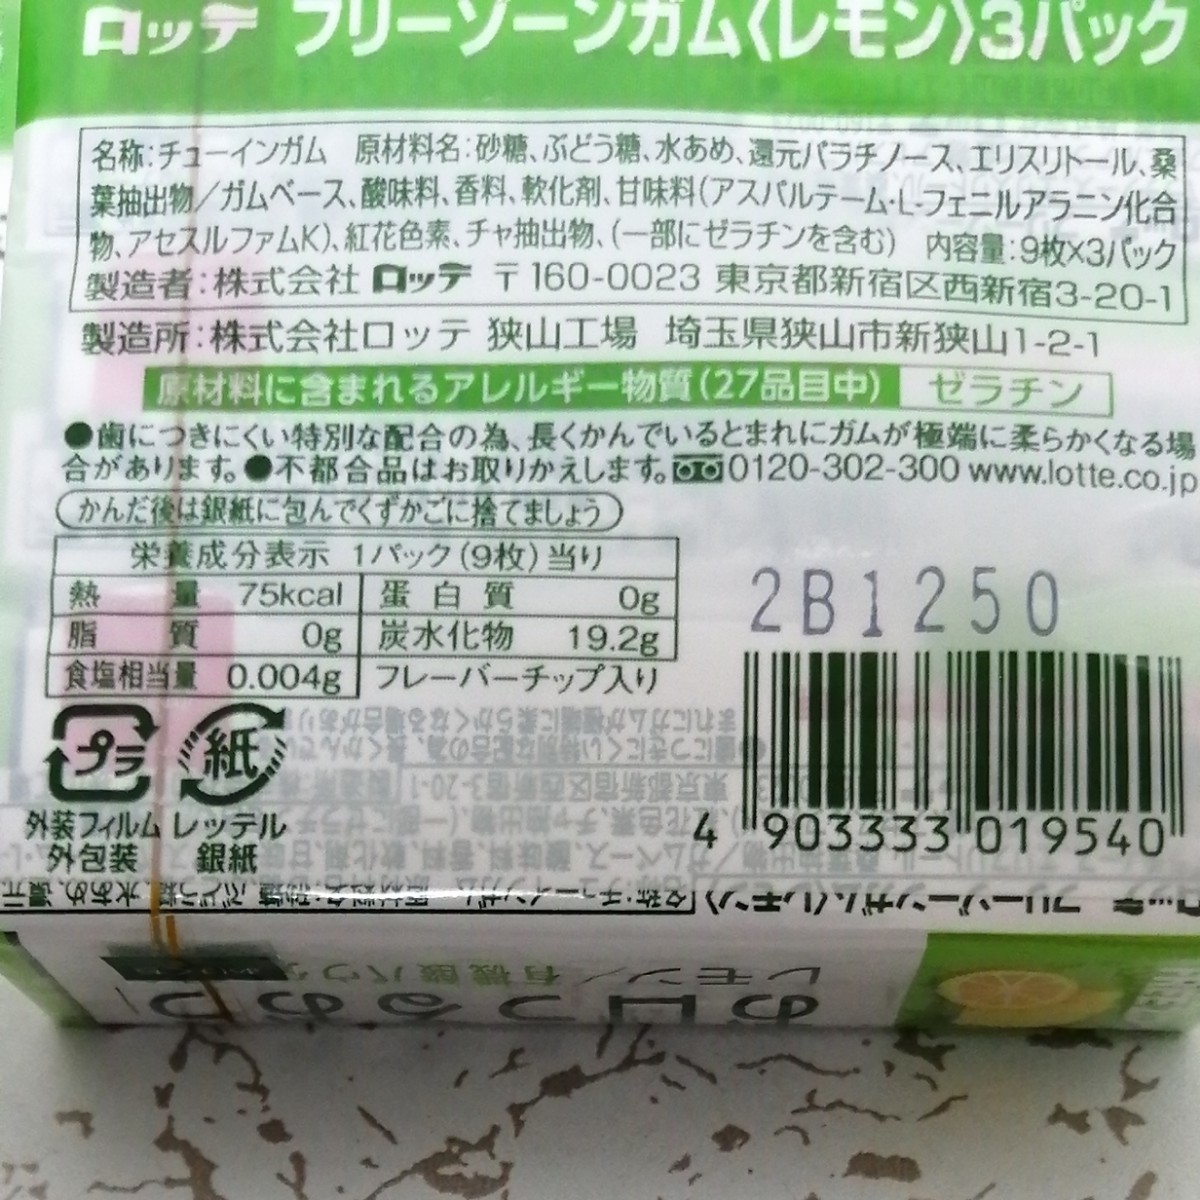 ロッテ フリーゾーンガム〈レモン〉3パック
名称:チューインガム 原材料名:砂糖、ぶどう糖、水あめ、還元パラチノース、エリスリトール、桑
葉抽出物/ガムベース、酸味料、香料、軟化剤、甘味料(アスパルテーム・L-フェニルアラニン化合
物、アセスルファムK)、紅花色素、チャ抽出物、(一部にゼラチンを含む) 内容量:9枚×3パック
製造者:株式会社 ロッテ 〒160-0023 東京都新宿区西新宿3-20-1
製造所:株式会社ロッテ 狭山工場 埼玉県狭山市新狭山1-2-1
原材料に含まれるアレルギー物質(27品目中) ゼラチン
●歯につきにくい特別な配合の為、長くかんでいるとまれにガムが極端に柔らかくなる場
合があります。●不都合品はお取りかえします。0120-302-300 www.lotte.co.jp
かんだ後は銀紙に包んでくずかごに捨てましょう
栄養成分表示 1パック(9枚)当り
熱量 75kcal 蛋白質 0g
脂質 0g 炭水化物 19.2g
食塩相当量 0.004g フレーバーチップ入り
2B1250
プラ 紙
外装フィルム レッテル
外包装 銀紙
4 903333 019540